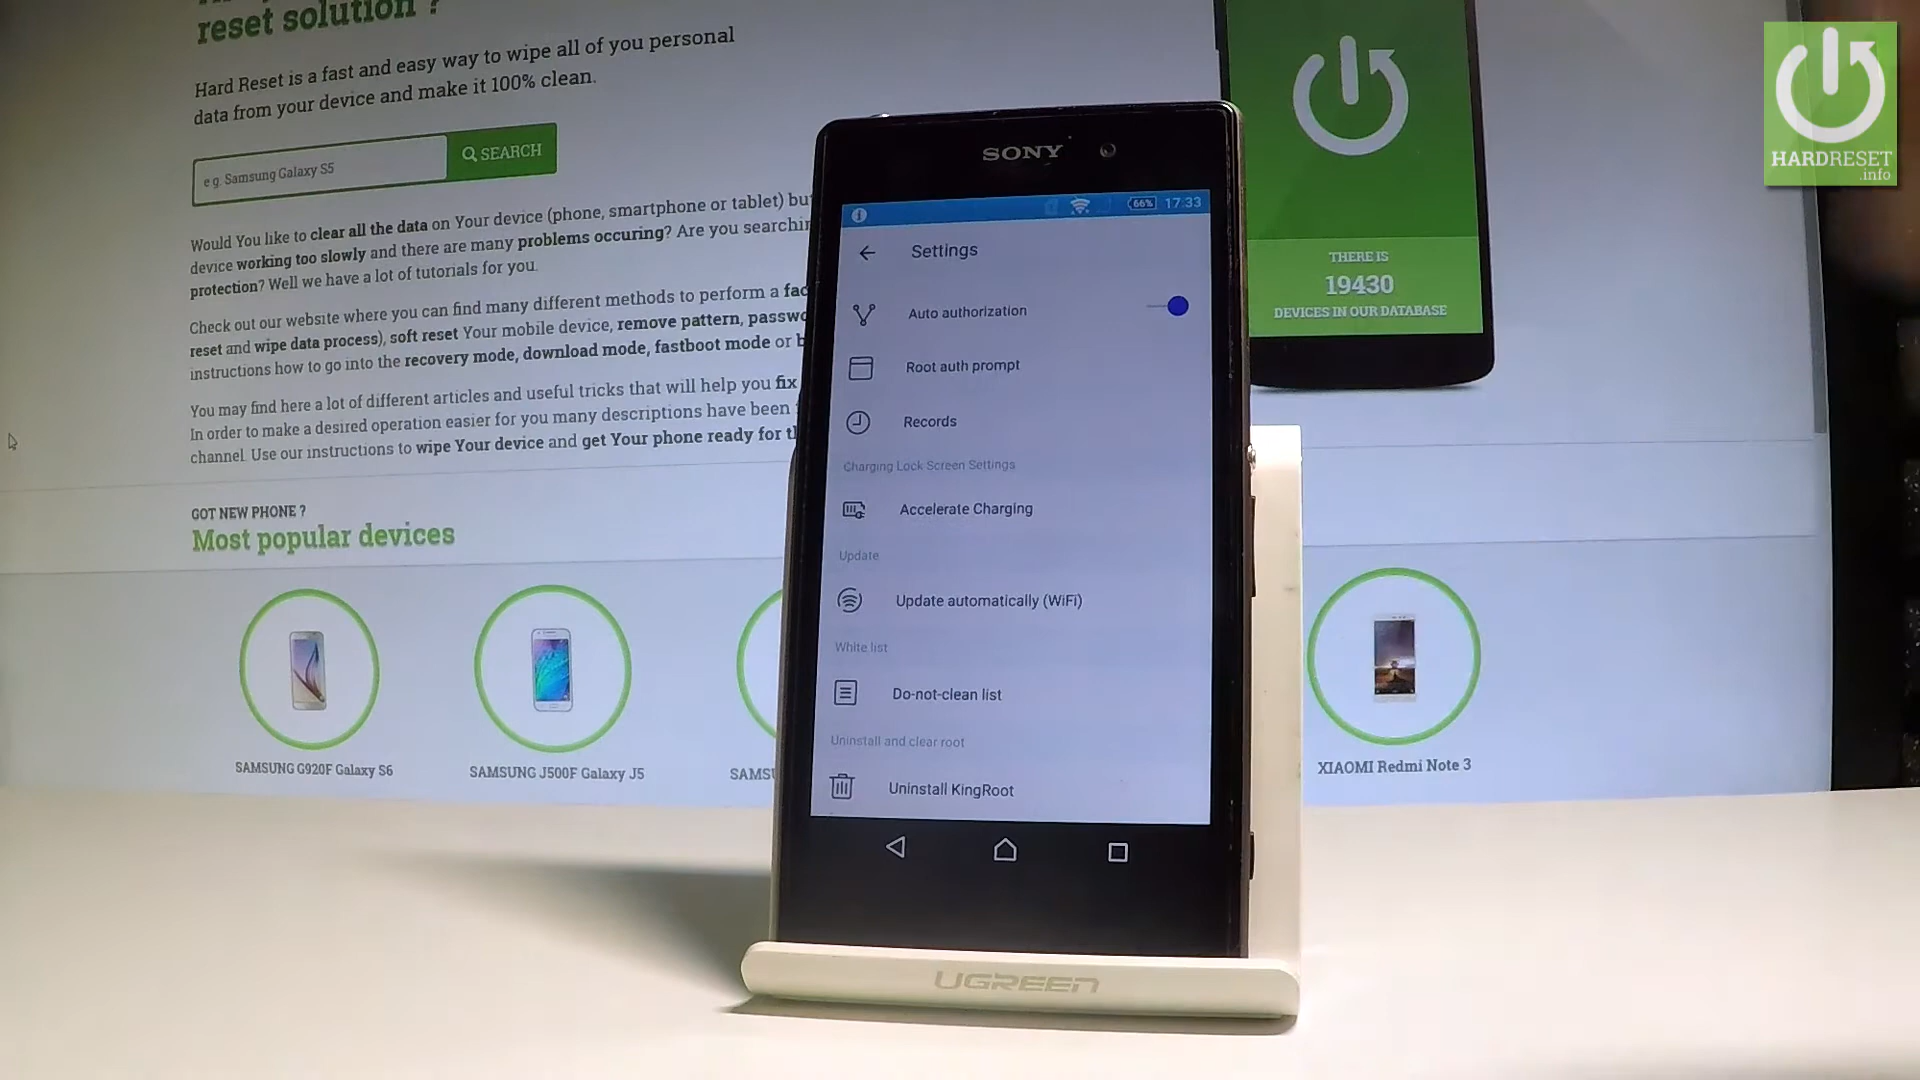 reset solution ?
Hard Reset is a fast and easy way to wipe all of you personal
data from your device and make it 100% clean.
e g. Samsung Galaxy S5
SEARCH
Would You like to clear all the data on Your device (phone, smartphone or tablet)
device working too slowly and there are many problems occuring? Are you
protection? Well we have a lot of tutorials for you.
Check out our website where you can find many different methods to perform a
reset and wipe data process), soft reset Your mobile device, remove pattern,
instructions how to go into the recovery mode, download mode, fastboot mode or
You may find here a lot of different articles and useful tricks that will help you fix
In order to make a desired operation easier for you many descriptions have been
channel. Use our instructions to wipe Your device and get Your phone ready for
GOT NEW PHONE ?
Most popular devices
SAMSUNG G920F Galaxy S6
SAMSUNG J500F Galaxy J5
XIAOMI Redmi Note 3
THERE IS
19430
DEVICES IN OUR DATABASE
HARDRESET
.info
SONY
66% 17:33
Settings
Auto authorization
Root auth prompt
Records
Charging Lock Screen Settings
Accelerate Charging
Update
Update automatically (WiFi)
White list
Do-not-clean list
Uninstall and clear root
Uninstall KingRoot
UGREEN